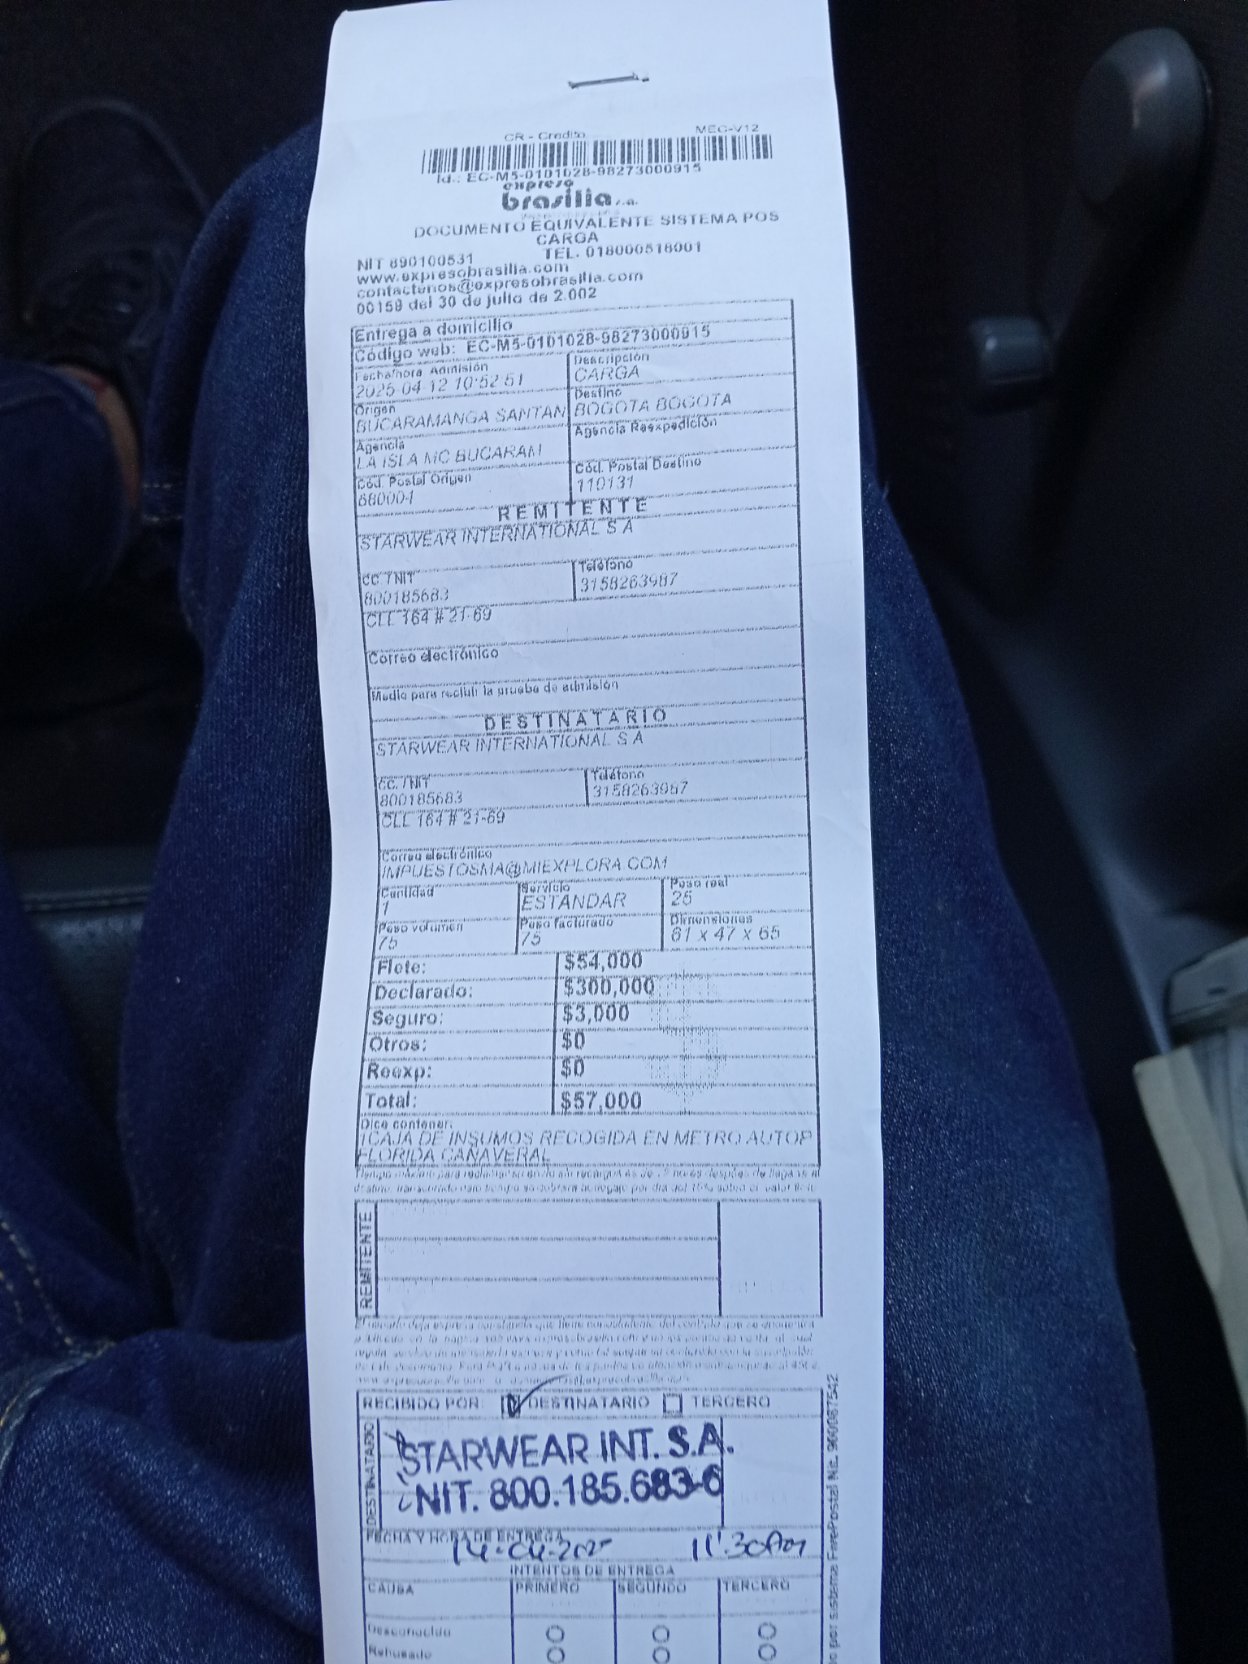 CR - Credito MEC-V12
Id.: EC-M5-0101028-98273000915
expreso
brasilia s.a.
DOCUMENTO EQUIVALENTE SISTEMA POS
CARGA
NIT 890100531 TEL. 018000518001
www.expresobrasilia.com
contactenos@expresobrasilia.com
00159 del 30 de julio de 2.002
Entrega a domicilio
Código web: EC-M5-0101028-98273000915
Fecha/hora Admisión Descripción
2025-04-12 10:52:51 CARGA
Origen Destino
BUCARAMANGA SANTAN BOGOTA BOGOTA
Agencia Agencia Reexpedición
LA ISLA MC BUCARAM
Cód. Postal Origen Cód. Postal Destino
680004 110131
REMITENTE
STARWEAR INTERNATIONAL S A
CC. / NIT Teléfono
800185683 3158263967
CLL 164 # 21-69
Correo electrónico
Medio para recibir la prueba de admisión
DESTINATARIO
STARWEAR INTERNATIONAL S A
CC. / NIT Teléfono
800185683 3158263967
CLL 164 # 21-69
Correo electrónico
IMPUESTOSMA@MIEXPLORA.COM
Cantidad Servicio Peso real
1 ESTANDAR 25
Peso volumen Peso facturado Dimensiones
75 75 61 x 47 x 65
Flete: $54,000
Declarado: $300,000
Seguro: $3,000
Otros: $0
Reexp: $0
Total: $57,000
Dice contener:
1CAJA DE INSUMOS RECOGIDA EN METRO AUTOP
FLORIDA CAÑAVERAL
REMITENTE
RECIBIDO POR: DESTINATARIO TERCERO
DESTINATARIO
STARWEAR INT. S.A.
NIT. 800.185.683-6
FECHA Y HORA DE ENTREGA
14-04-2025 11:30Am
INTENTOS DE ENTREGA
CAUSA PRIMERO SEGUNDO TERCERO
Desconocido
Rehusado